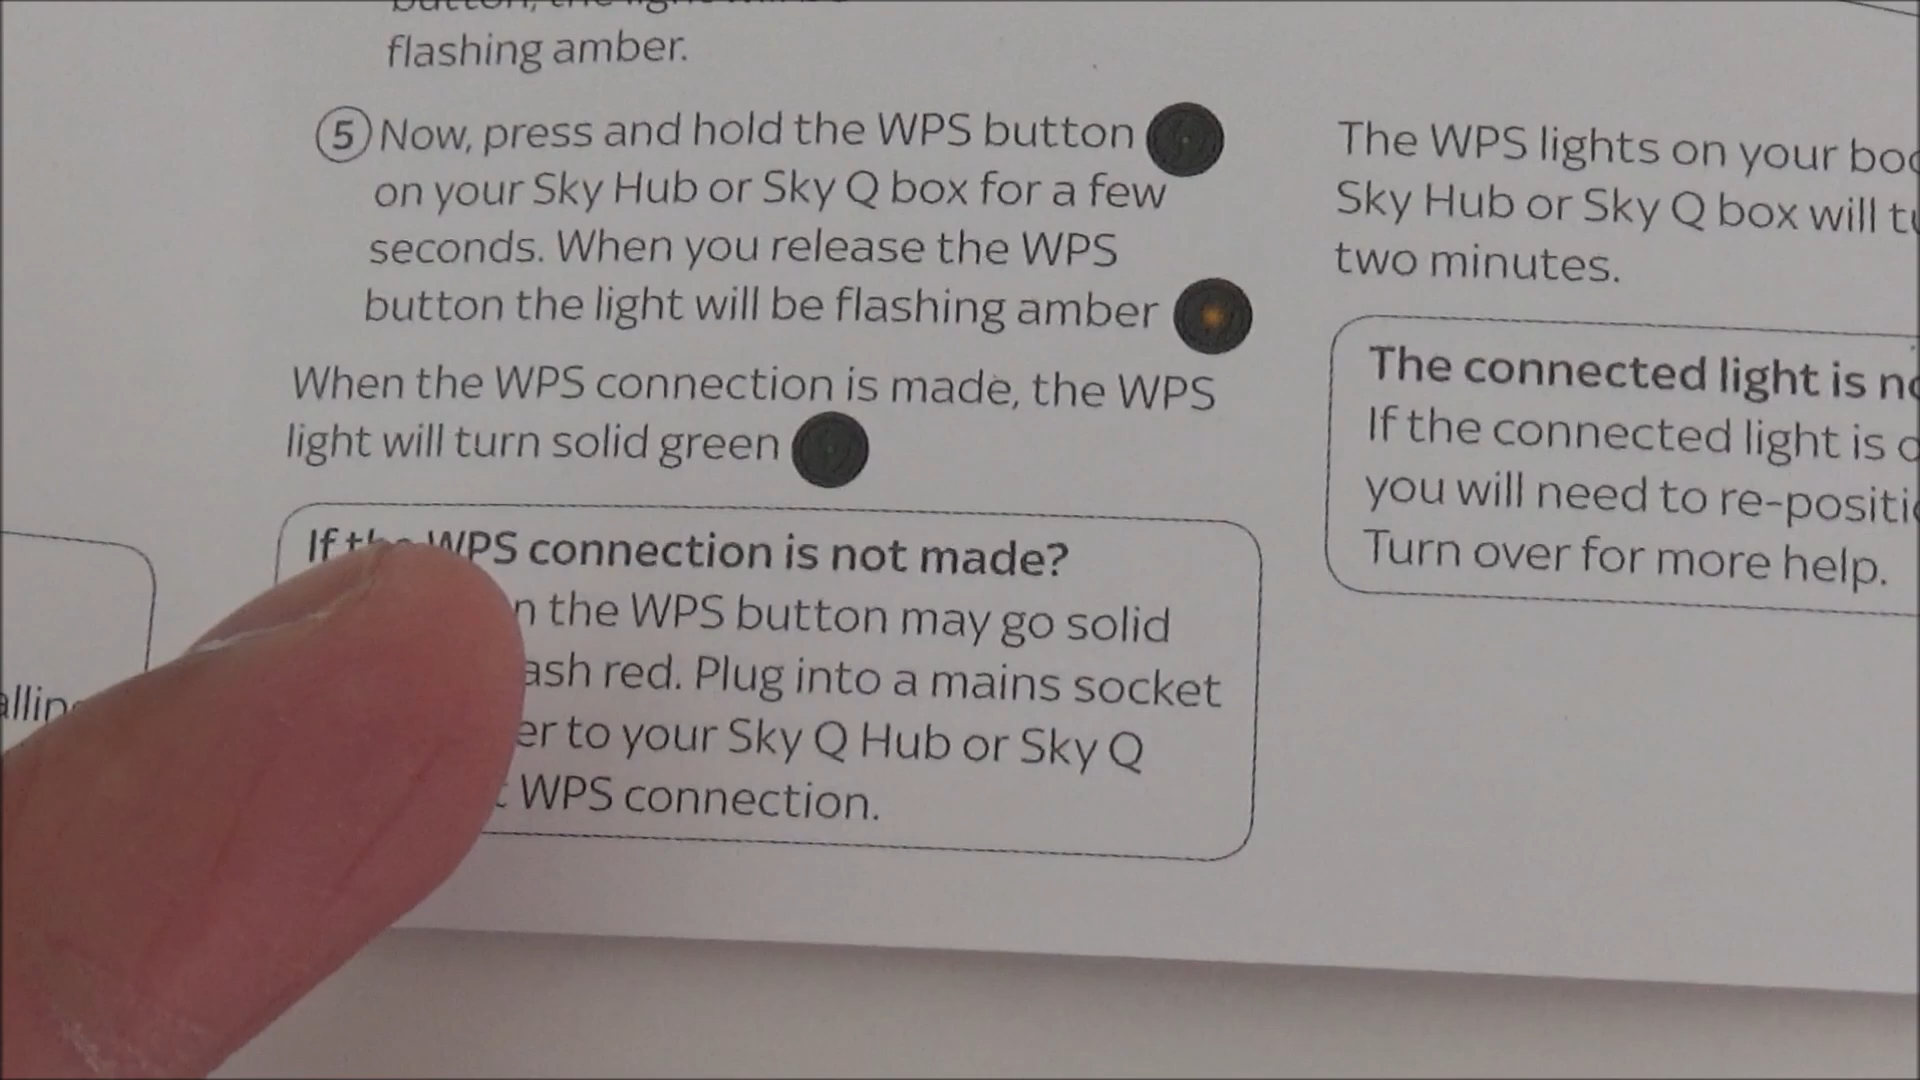 flashing amber.
5 Now, press and hold the WPS button
on your Sky Hub or Sky Q box for a few
seconds. When you release the WPS
button the light will be flashing amber
When the WPS connection is made, the WPS
light will turn solid green
If the WPS connection is not made?
the WPS button may go solid
red. Plug into a mains socket
to your Sky Q Hub or Sky Q
WPS connection.
The WPS lights on your
Sky Hub or Sky Q box will
two minutes.
The connected light is
If the connected light is
you will need to
Turn over for more help.